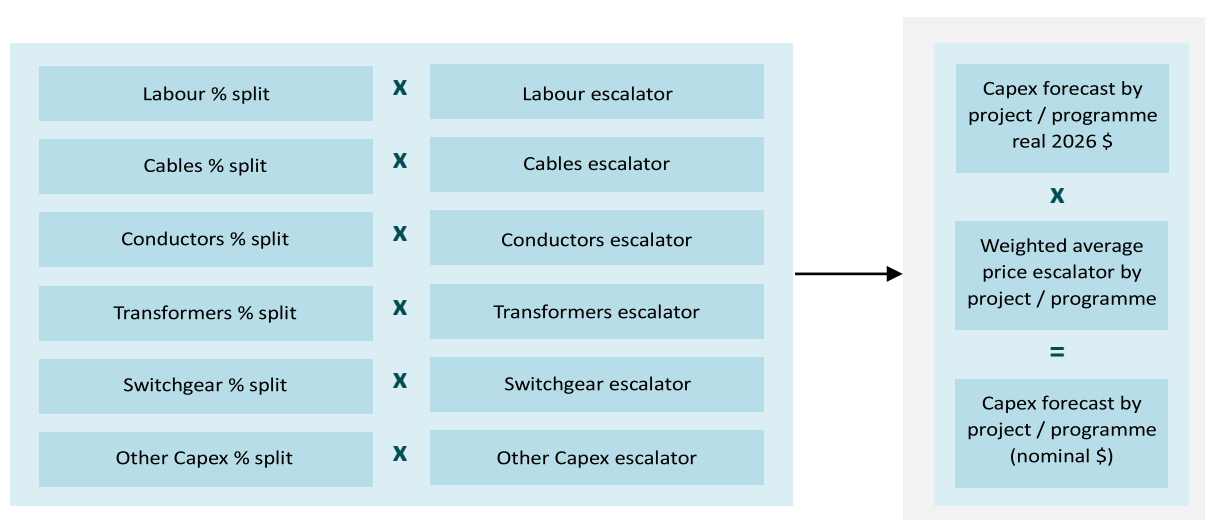 Labour % split
x
Labour escalator
Cables % split
x
Cables escalator
Conductors % split
x
Conductors escalator
Transformers % split
x
Transformers escalator
Switchgear % split
x
Switchgear escalator
Other Capex % split
x
Other Capex escalator
Capex forecast by
project / programme
real 2026 $
x
Weighted average
price escalator by
project / programme
=
Capex forecast by
project / programme
(nominal $)